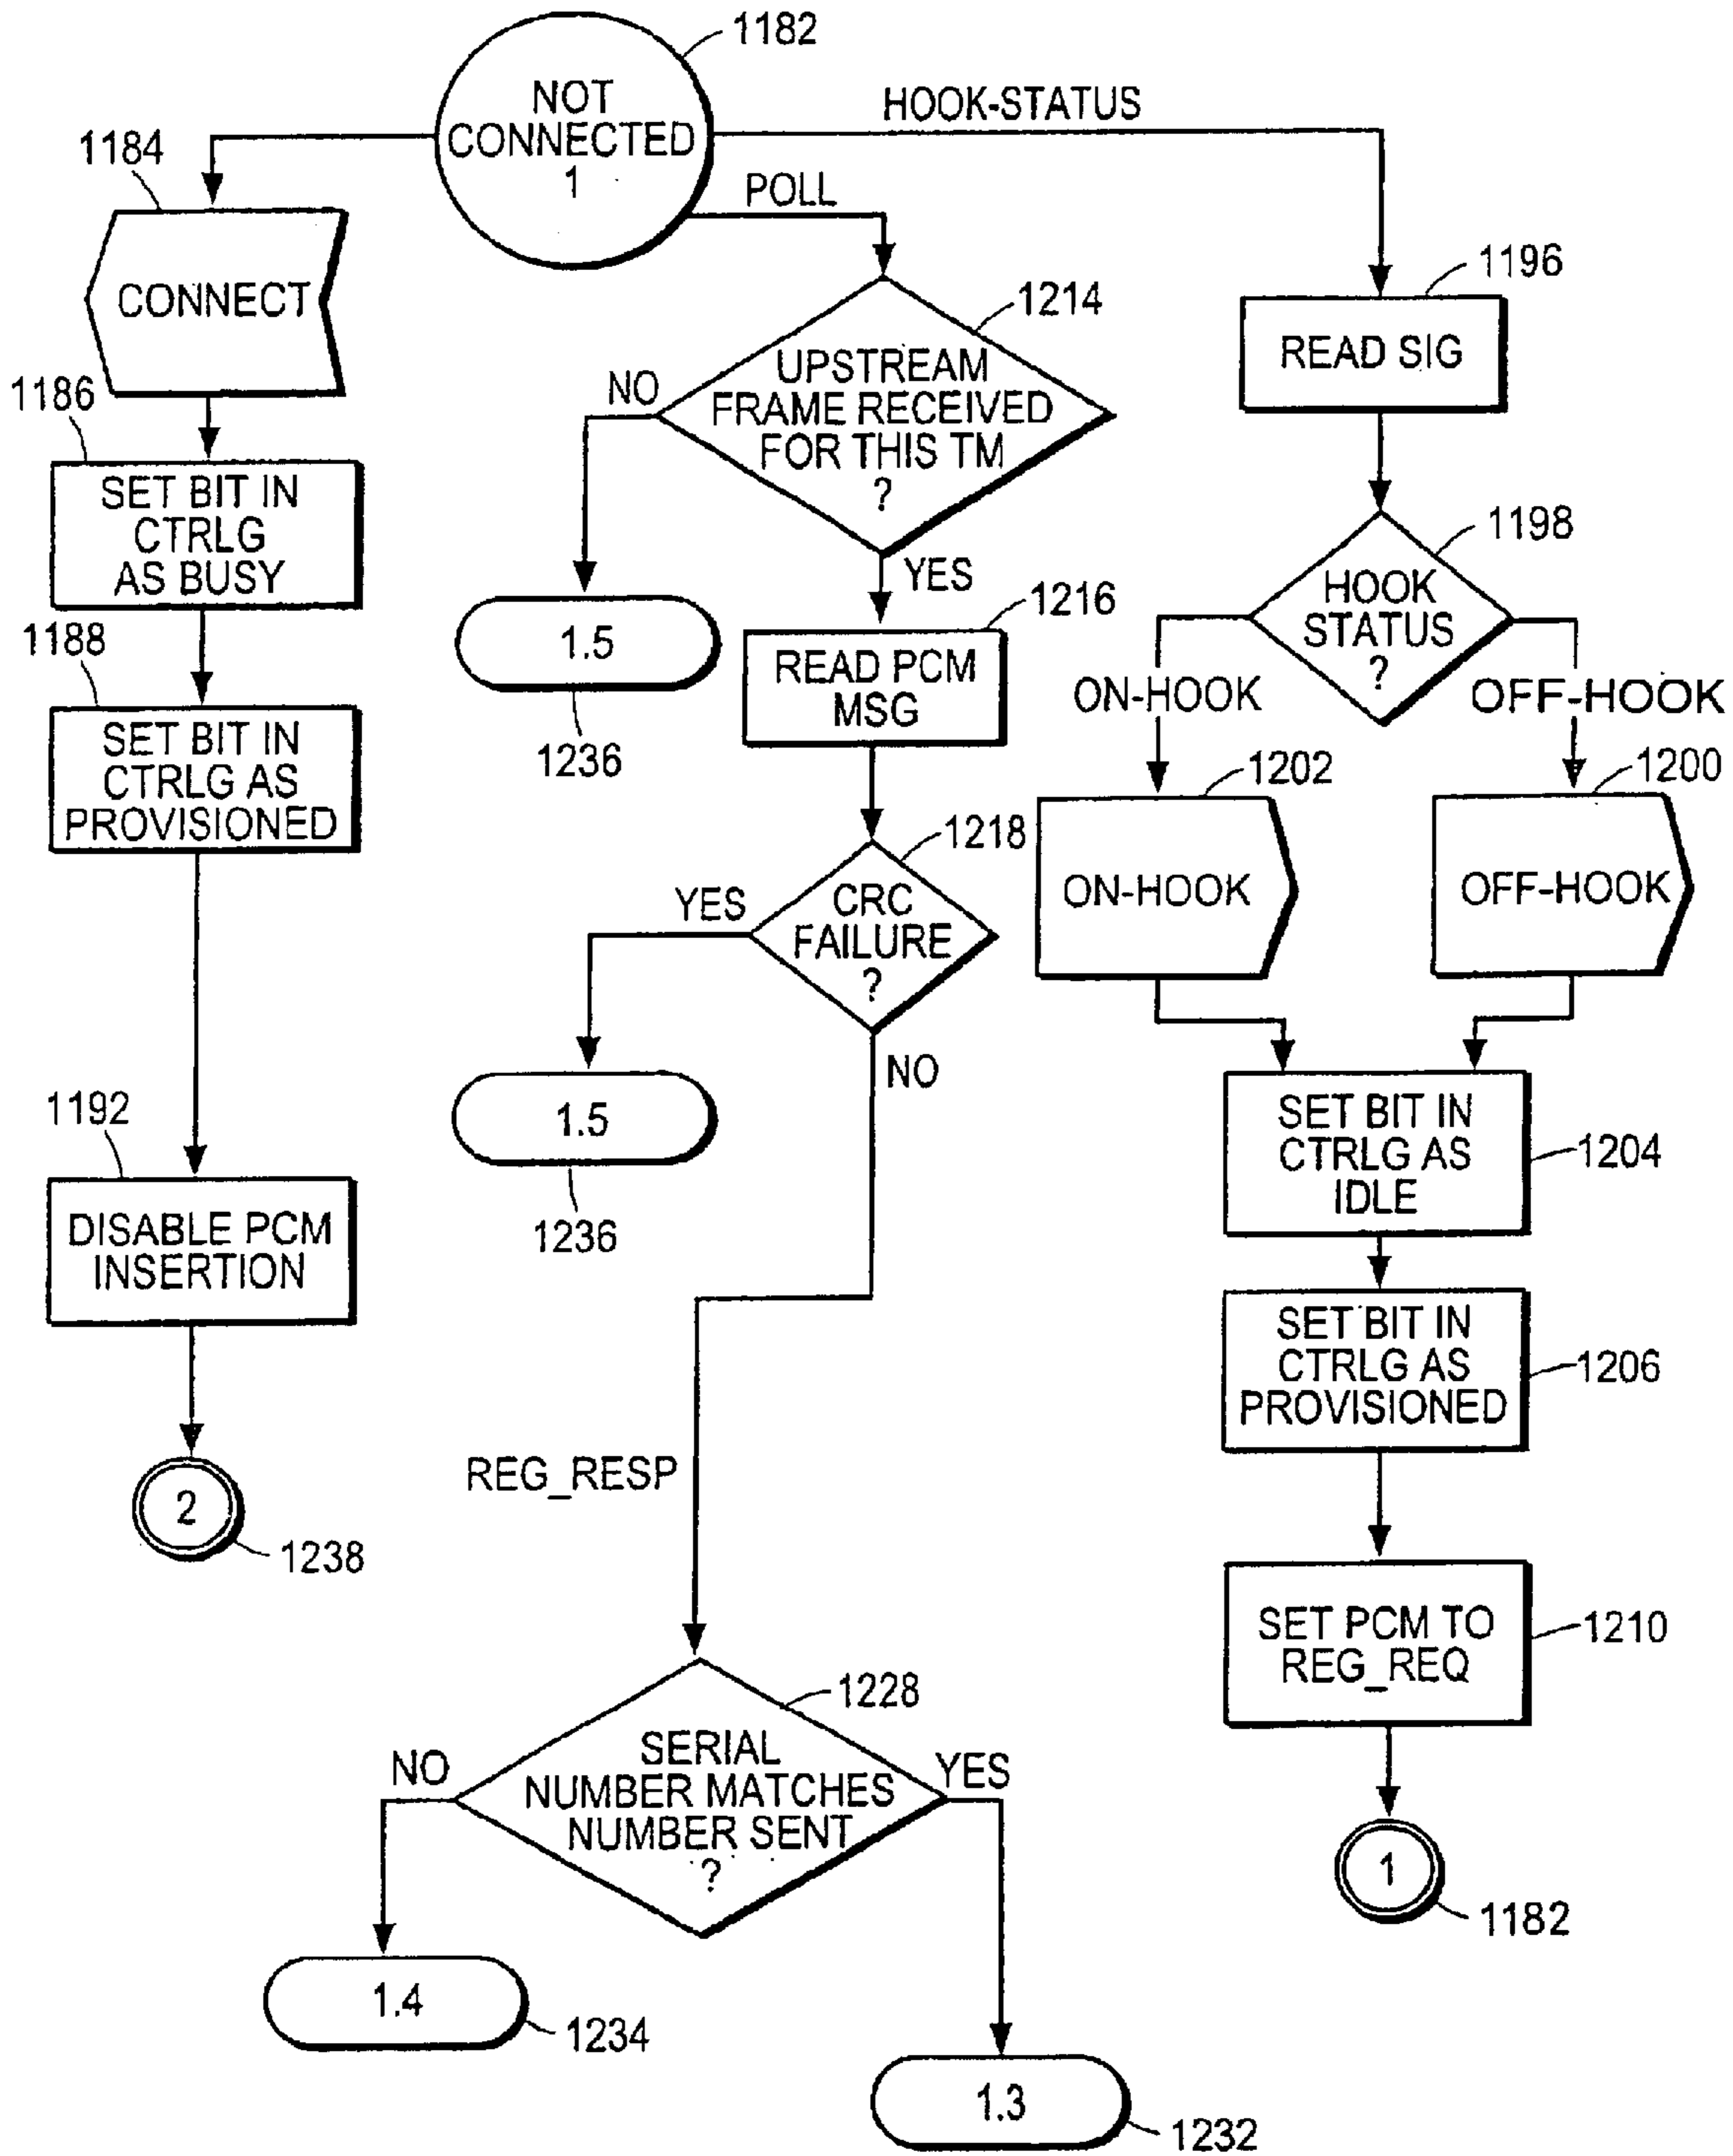 1182
NOT
CONNECTED
1
HOOK-STATUS
POLL
1184
CONNECT
1186
SET BIT IN
CTRLG
AS BUSY
1188
SET BIT IN
CTRLG AS
PROVISIONED
1192
DISABLE PCM
INSERTION
2
1238
1214
UPSTREAM
FRAME RECEIVED
FOR THIS TM
?
NO
YES
1.5
1236
1216
READ PCM
MSG
1218
CRC
FAILURE
?
YES
NO
1.5
1236
REG_RESP
1228
SERIAL
NUMBER MATCHES
NUMBER SENT
?
NO
YES
1.4
1234
1.3
1232
1196
READ SIG
1198
HOOK
STATUS
?
ON-HOOK
OFF-HOOK
1202
ON-HOOK
1200
OFF-HOOK
SET BIT IN
CTRLG AS
IDLE
1204
SET BIT IN
CTRLG AS
PROVISIONED
1206
SET PCM TO
REG_REQ
1210
1
1182